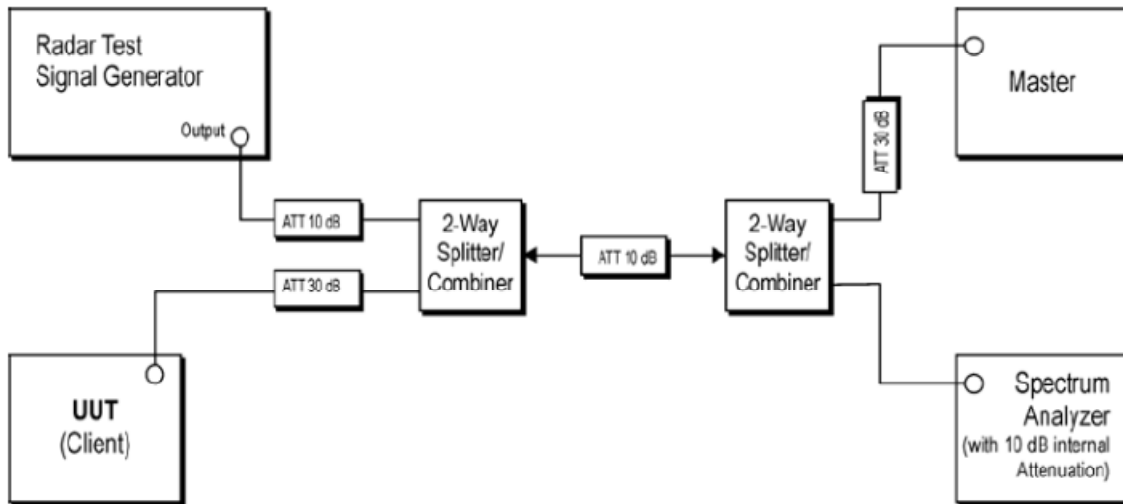 Radar Test
Signal Generator
Output
ATT 10 dB
ATT 30 dB
UUT
(Client)
2-Way
Splitter/
Combiner
ATT 10 dB
2-Way
Splitter/
Combiner
ATT 30 dB
Master
Spectrum
Analyzer
(with 10 dB internal
Attenuation)